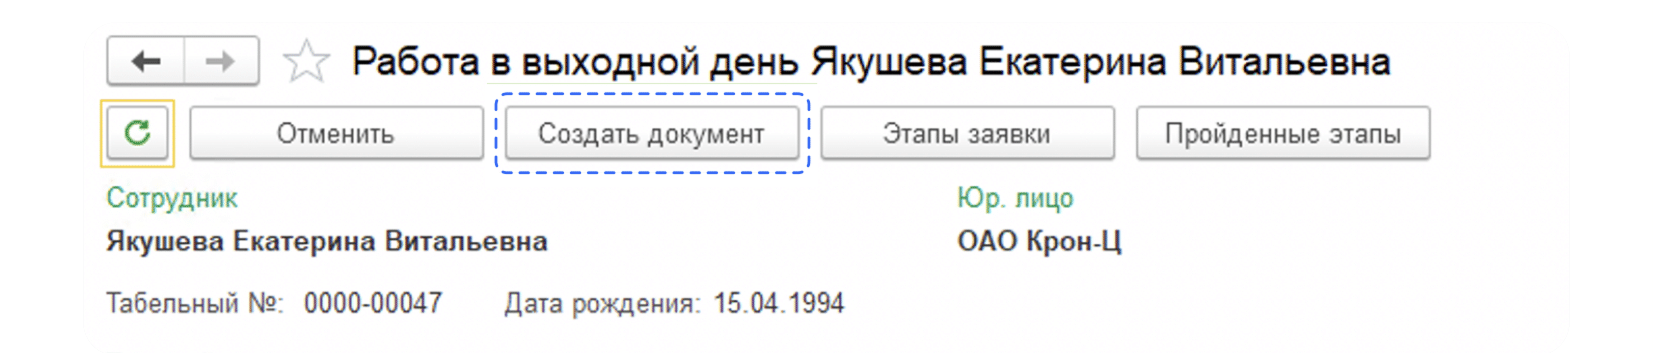 Работа в выходной день Якушева Екатерина Витальевна
Отменить Создать документ Этапы заявки Пройденные этапы
Сотрудник Юр. лицо
Якушева Екатерина Витальевна ОАО Крон-Ц
Табельный №: 0000-00047 Дата рождения: 15.04.1994